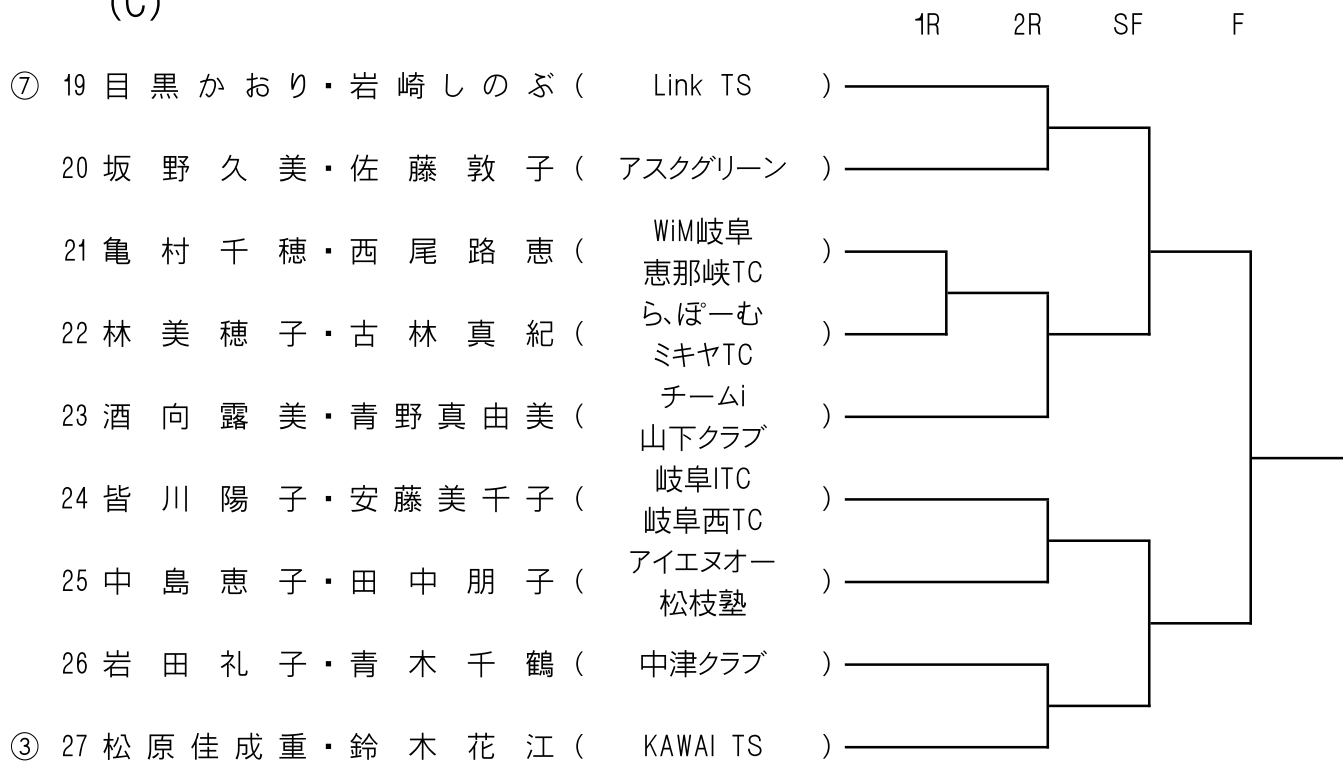 (C)
1R 2R SF F
⑦ 19 目黒かおり・岩崎しのぶ ( Link TS )
20 坂野久美・佐藤敦子 ( アスクグリーン )
WiM岐阜
21 亀村千穂・西尾路恵 ( )
恵那峡TC
ら、ぽーむ
22 林美穂子・古林真紀 ( )
ミキヤTC
チームi
23 酒向露美・青野真由美 ( )
山下クラブ
岐阜ITC
24 皆川陽子・安藤美千子 ( )
岐阜西TC
アイエヌオー
25 中島恵子・田中朋子 ( )
松枝塾
26 岩田礼子・青木千鶴 ( 中津クラブ )
③ 27 松原佳成重・鈴木花江 ( KAWAI TS )